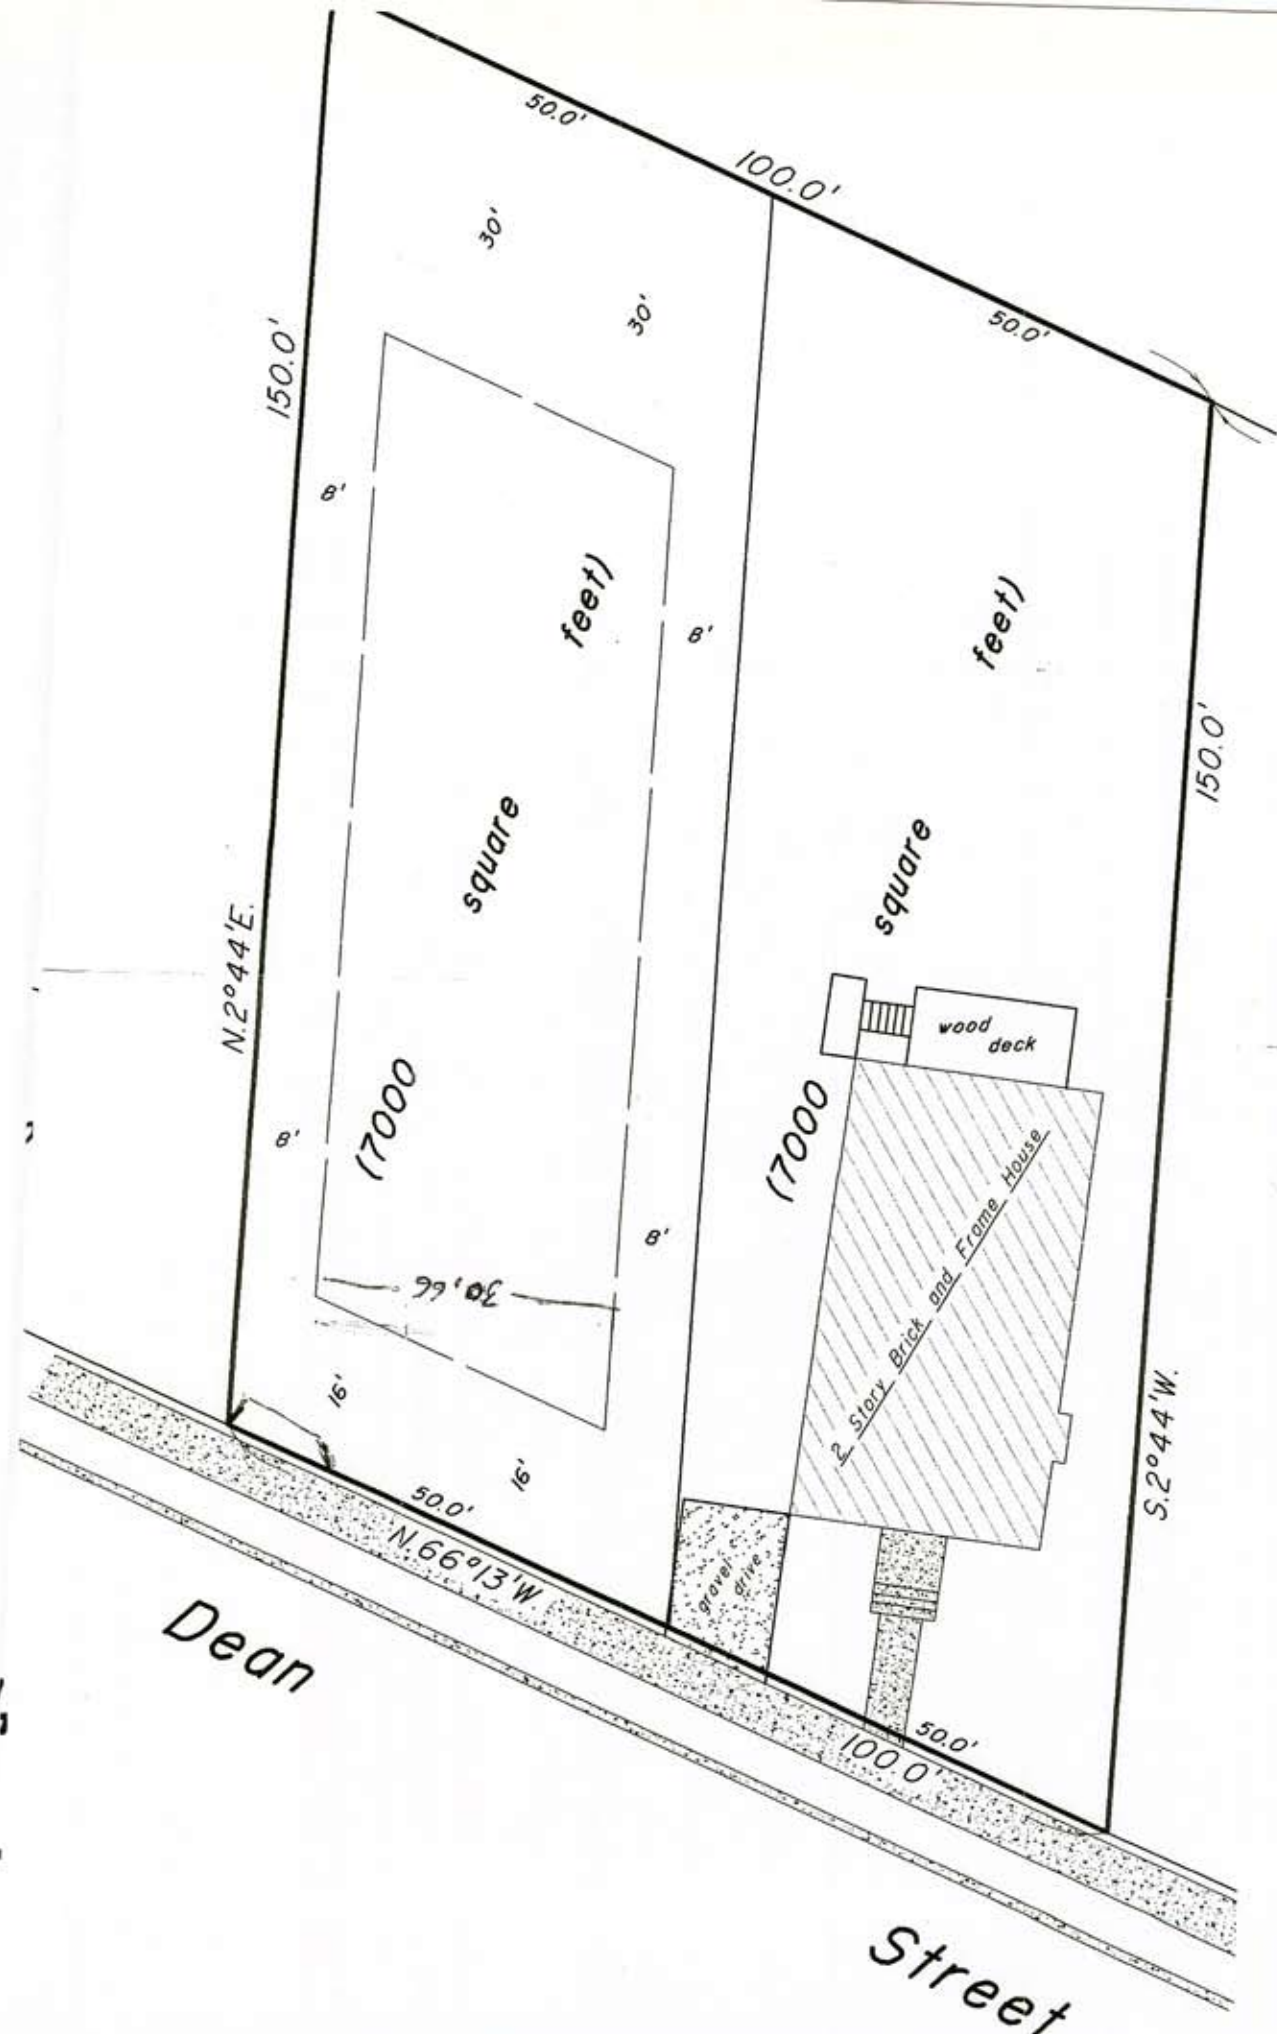 50.0'
100.0'
50.0'
30'
30'
150.0'
8'
8'
(7000 square feet)
(7000 square feet)
150.0'
N.2°44'E.
wood
deck
8'
8'
2 Story Brick and Frame House
30.66
16'
16'
S.2°44'W.
50.0'
N.66°13'W.
gravel
drive
50.0'
100.0'
Dean Street